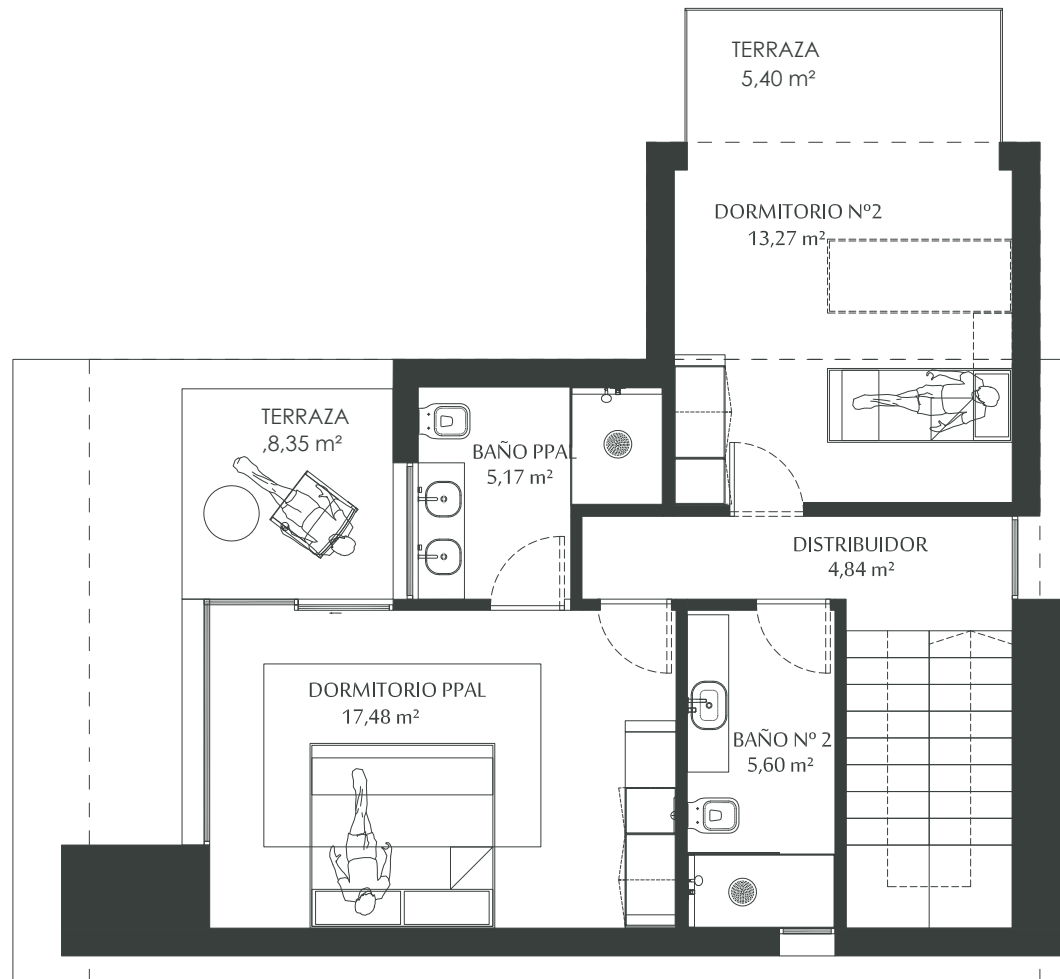 TERRAZA
5,40 m²
DORMITORIO Nº2
13,27 m²
TERRAZA
,8,35 m²
BAÑO PPAL
5,17 m²
DISTRIBUIDOR
4,84 m²
DORMITORIO PPAL
17,48 m²
BAÑO Nº 2
5,60 m²